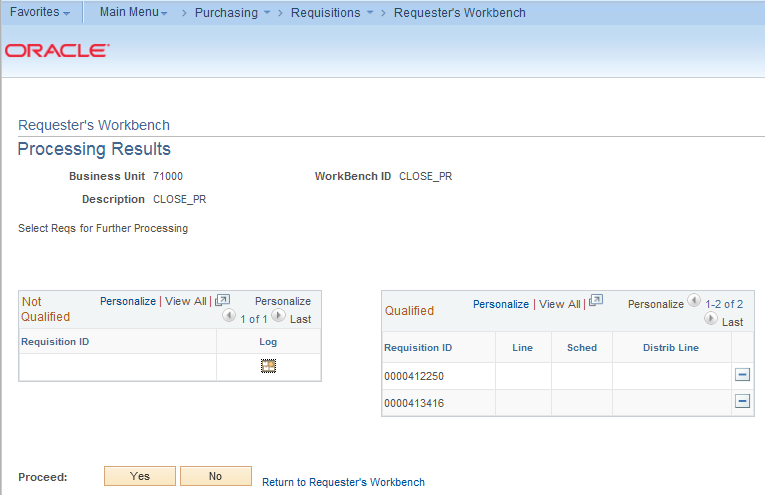 Favorites Main Menu > Purchasing > Requisitions > Requester's Workbench
ORACLE
Requester's Workbench
Processing Results
Business Unit 71000 WorkBench ID CLOSE_PR
Description CLOSE_PR
Select Reqs for Further Processing
Not Qualified Personalize | View All | Personalize 1 of 1 Last
Requisition ID Log
Qualified Personalize | View All | Personalize 1-2 of 2 Last
Requisition ID Line Sched Distrib Line
0000412250
0000413416
Proceed: Yes No Return to Requester's Workbench